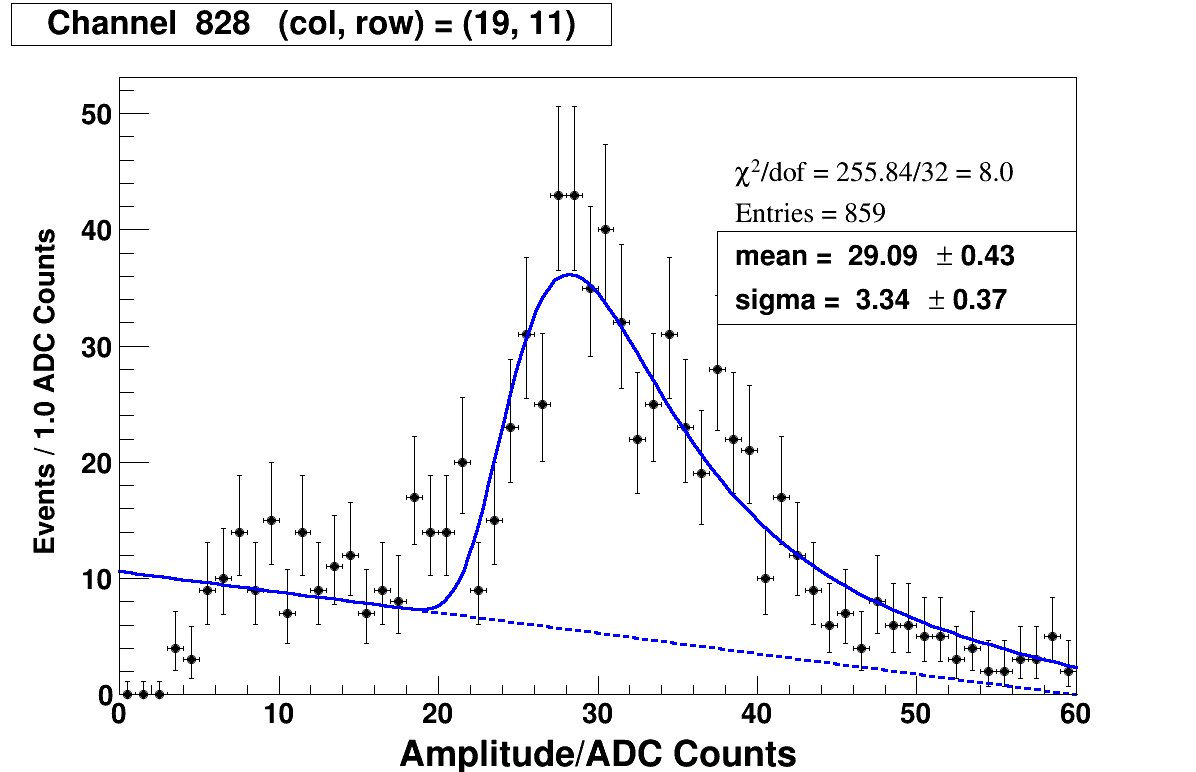 Channel 828 (col, row) = (19, 11)
χ²/dof = 255.84/32 = 8.0
Entries = 859
mean = 29.09 ± 0.43
sigma = 3.34 ± 0.37
Events / 1.0 ADC Counts
50
40
30
20
10
0
0 10 20 30 40 50 60
Amplitude/ADC Counts